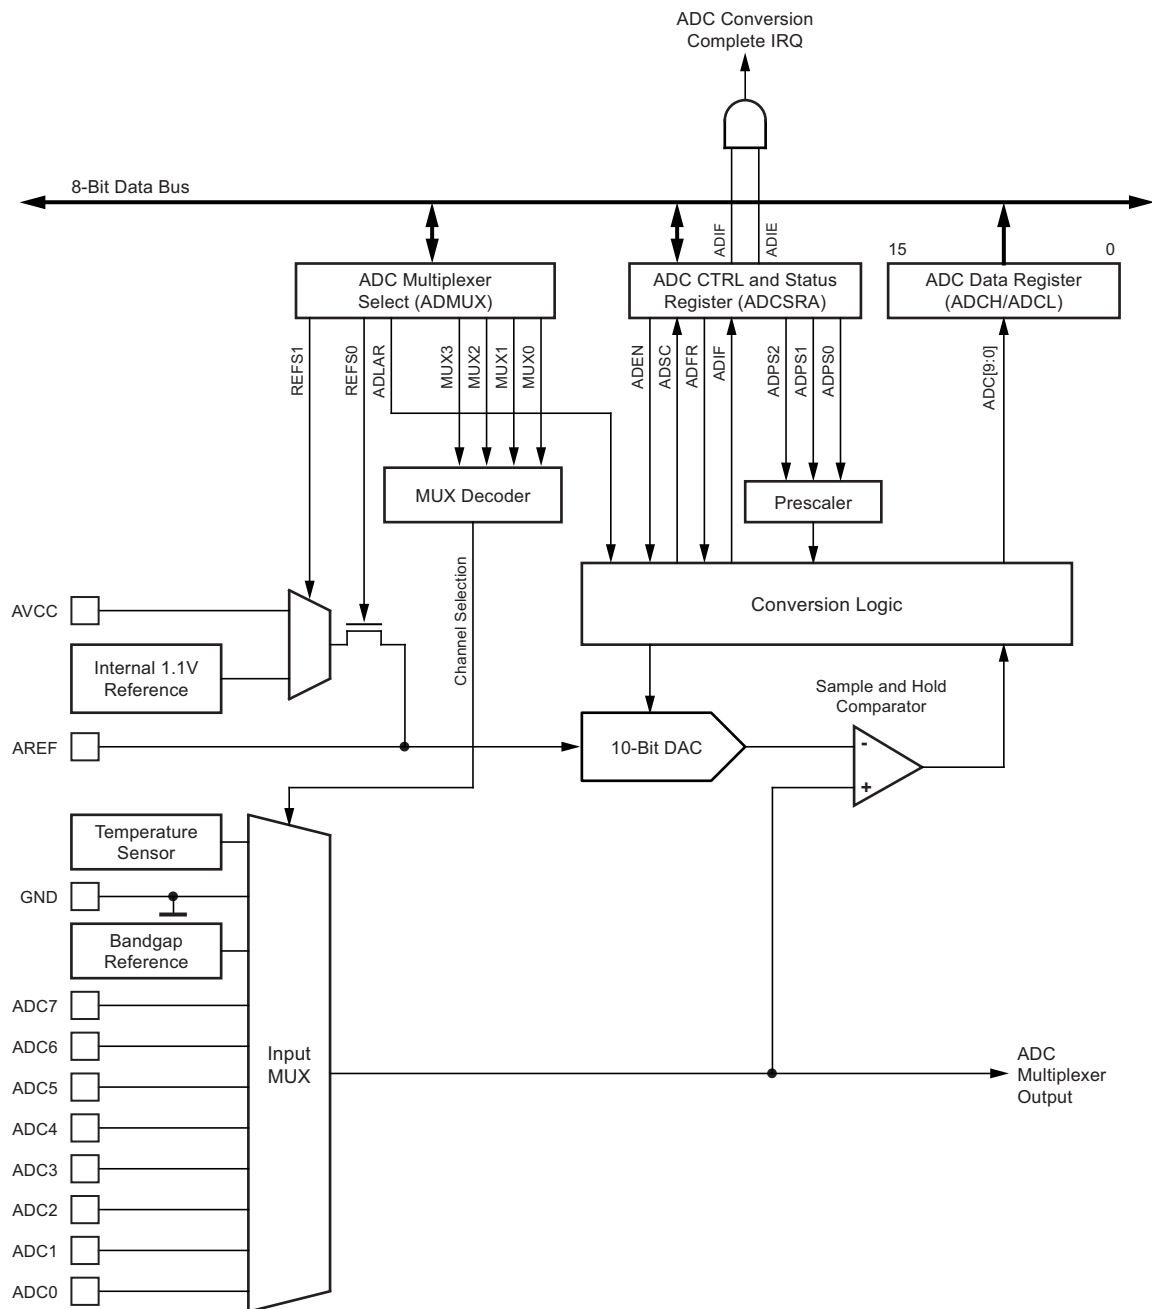 ADC Conversion
Complete IRQ
8-Bit Data Bus
ADIF
ADIE
15
0
ADC Multiplexer
Select (ADMUX)
ADC CTRL and Status
Register (ADCSRA)
ADC Data Register
(ADCH/ADCL)
REFS1
REFS0
ADLAR
MUX3
MUX2
MUX1
MUX0
ADEN
ADSC
ADFR
ADIF
ADPS2
ADPS1
ADPS0
ADC[9:0]
MUX Decoder
Prescaler
Channel Selection
Conversion Logic
AVCC
Internal 1.1V
Reference
Sample and Hold
Comparator
AREF
10-Bit DAC
-
+
Temperature
Sensor
GND
Bandgap
Reference
ADC7
ADC6
ADC5
ADC4
ADC3
ADC2
ADC1
ADC0
Input
MUX
ADC
Multiplexer
Output